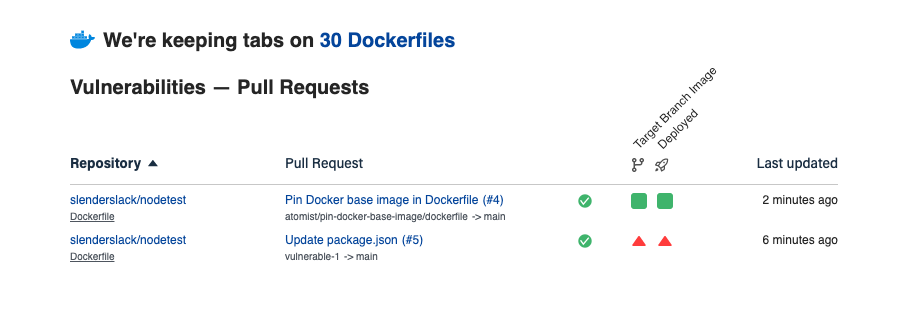 We're keeping tabs on 30 Dockerfiles
Vulnerabilities — Pull Requests
Target Branch Image
Deployed
Repository Pull Request Last updated
slenderslack/nodetest Pin Docker base image in Dockerfile (#4) 2 minutes ago
Dockerfile atomist/pin-docker-base-image/dockerfile -> main
slenderslack/nodetest Update package.json (#5) 6 minutes ago
Dockerfile vulnerable-1 -> main